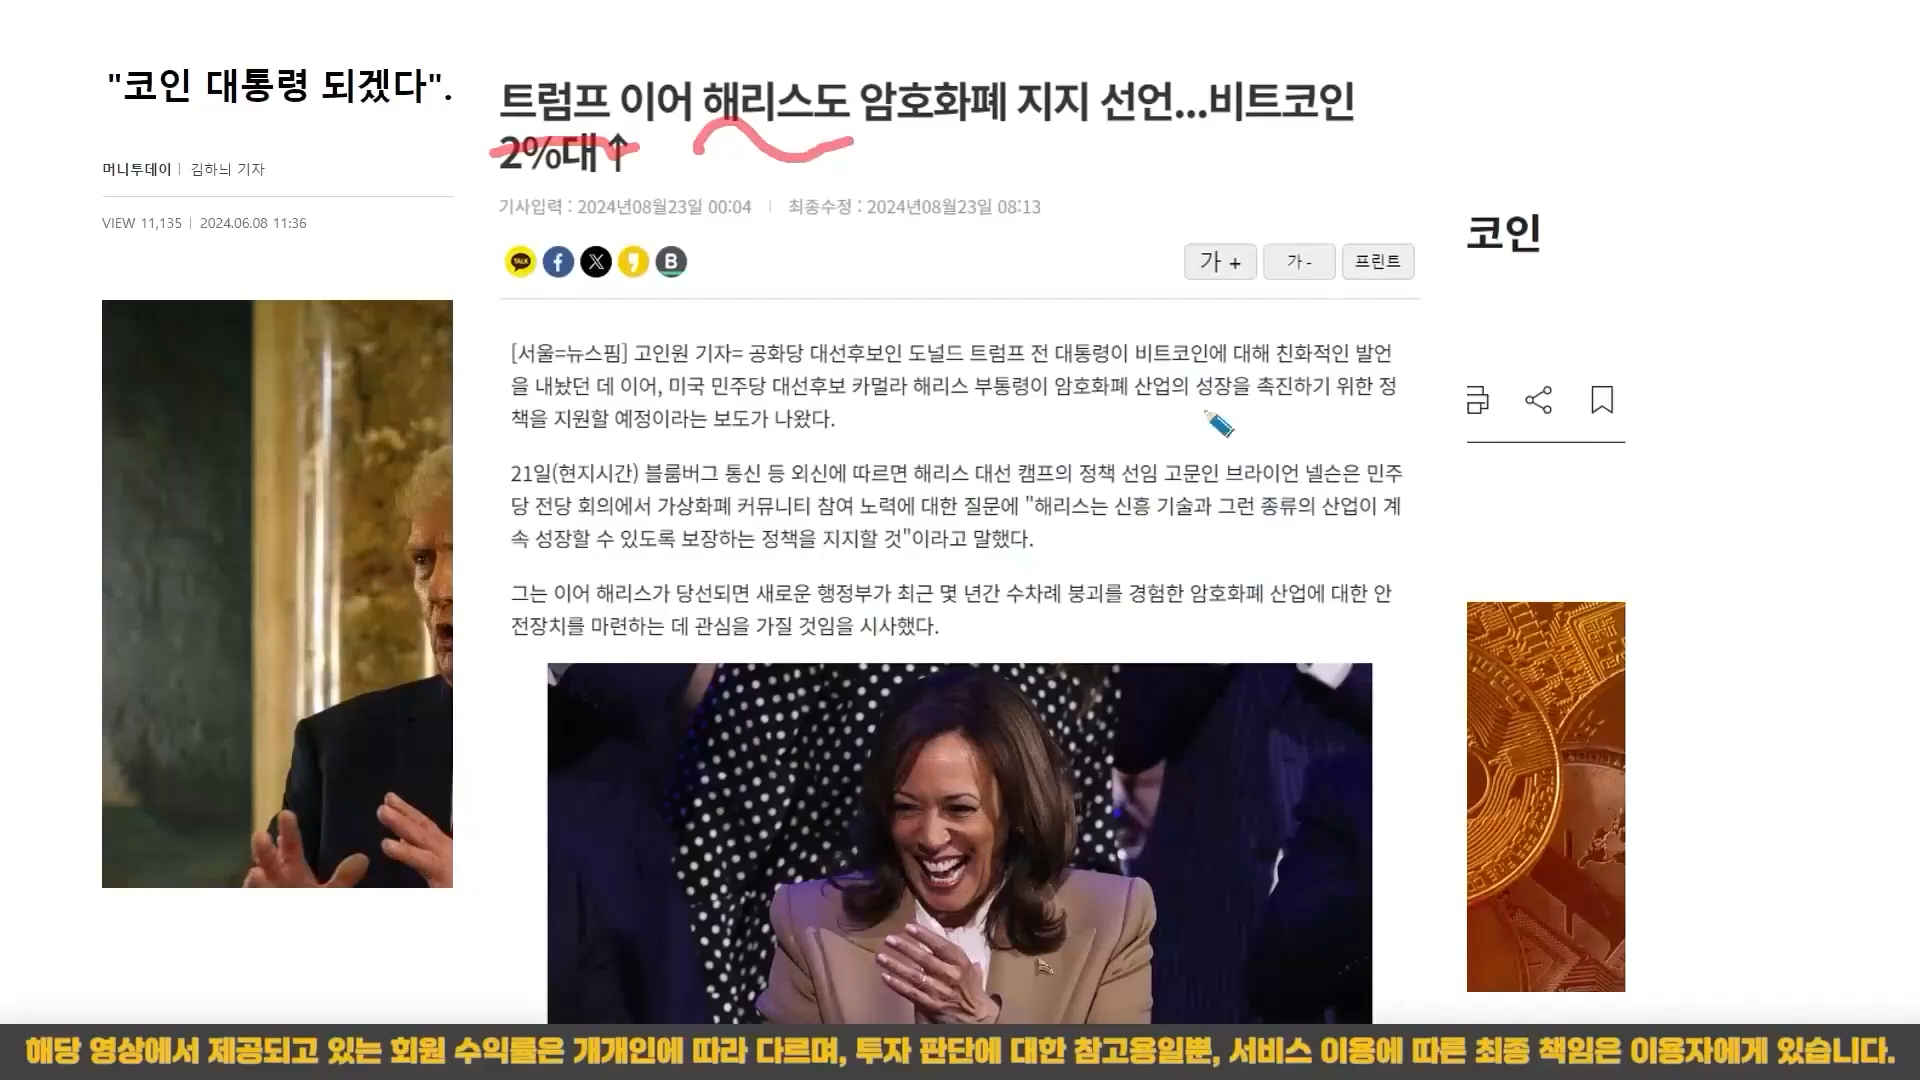 "코인 대통령 되겠다".
머니투데이 | 김하늬 기자
VIEW 11,135 | 2024.06.08 11:36
트럼프 이어 해리스도 암호화폐 지지 선언...비트코인
2%대↑
기사입력 : 2024년08월23일 00:04 | 최종수정 : 2024년08월23일 08:13
TALK
B
가 +
가 -
프린트
[서울=뉴스핌] 고인원 기자= 공화당 대선후보인 도널드 트럼프 전 대통령이 비트코인에 대해 친화적인 발언
을 내놨던 데 이어, 미국 민주당 대선후보 카멀라 해리스 부통령이 암호화폐 산업의 성장을 촉진하기 위한 정
책을 지원할 예정이라는 보도가 나왔다.
21일(현지시간) 블룸버그 통신 등 외신에 따르면 해리스 대선 캠프의 정책 선임 고문인 브라이언 넬슨은 민주
당 전당 회의에서 가상화폐 커뮤니티 참여 노력에 대한 질문에 "해리스는 신흥 기술과 그런 종류의 산업이 계
속 성장할 수 있도록 보장하는 정책을 지지할 것"이라고 말했다.
그는 이어 해리스가 당선되면 새로운 행정부가 최근 몇 년간 수차례 붕괴를 경험한 암호화폐 산업에 대한 안
전장치를 마련하는 데 관심을 가질 것임을 시사했다.
코인
해당 영상에서 제공되고 있는 회원 수익률은 개개인에 따라 다르며, 투자 판단에 대한 참고용일뿐, 서비스 이용에 따른 최종 책임은 이용자에게 있습니다.